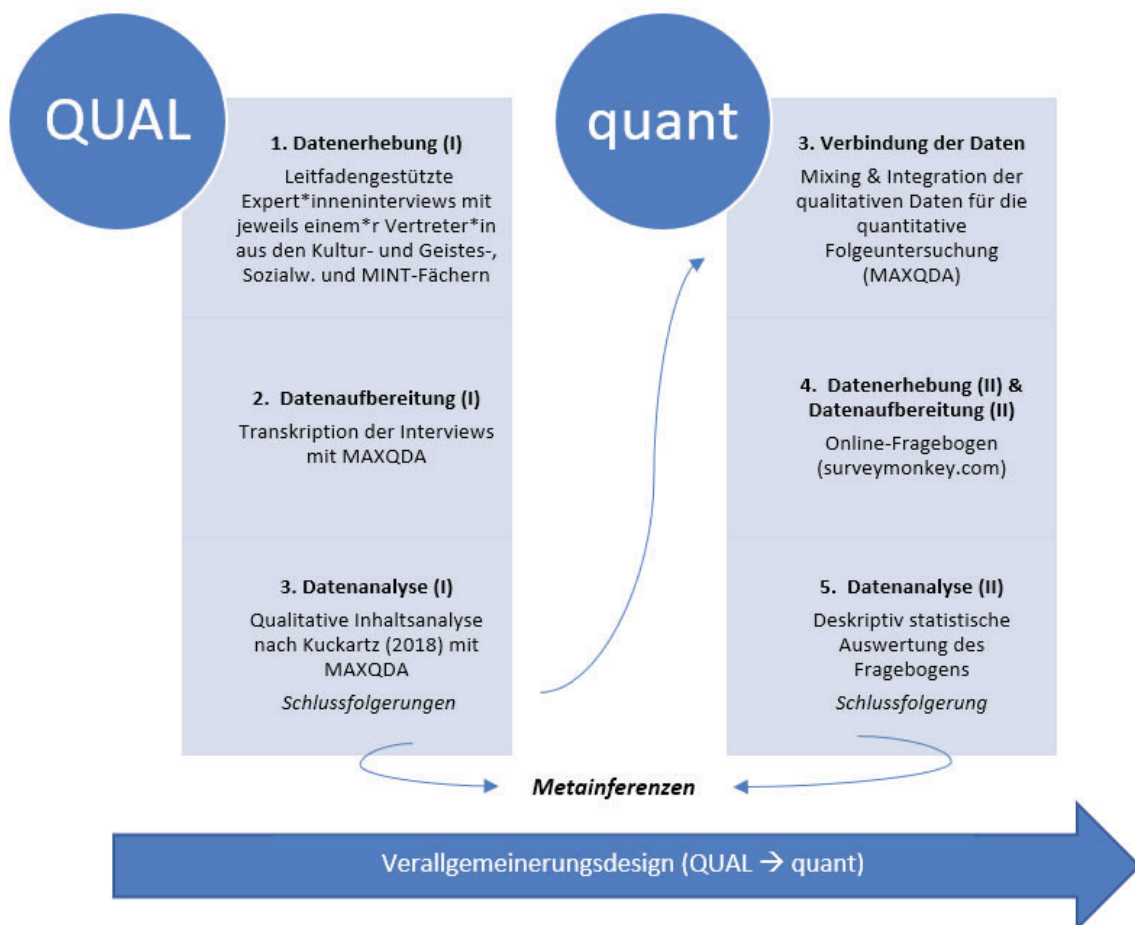 QUAL
1. Datenerhebung (I)
Leitfadengestützte
Expert*inneninterviews mit
jeweils einem*r Vertreter*in
aus den Kultur- und Geistes-,
Sozialw. und MINT-Fächern
2. Datenaufbereitung (I)
Transkription der Interviews
mit MAXQDA
3. Datenanalyse (I)
Qualitative Inhaltsanalyse
nach Kuckartz (2018) mit
MAXQDA
Schlussfolgerungen
quant
3. Verbindung der Daten
Mixing & Integration der
qualitativen Daten für die
quantitative
Folgeuntersuchung
(MAXQDA)
4. Datenerhebung (II) &
Datenaufbereitung (II)
Online-Fragebogen
(surveymonkey.com)
5. Datenanalyse (II)
Deskriptiv statistische
Auswertung des
Fragebogens
Schlussfolgerung
Metainferenzen
Verallgemeinerungsdesign (QUAL → quant)